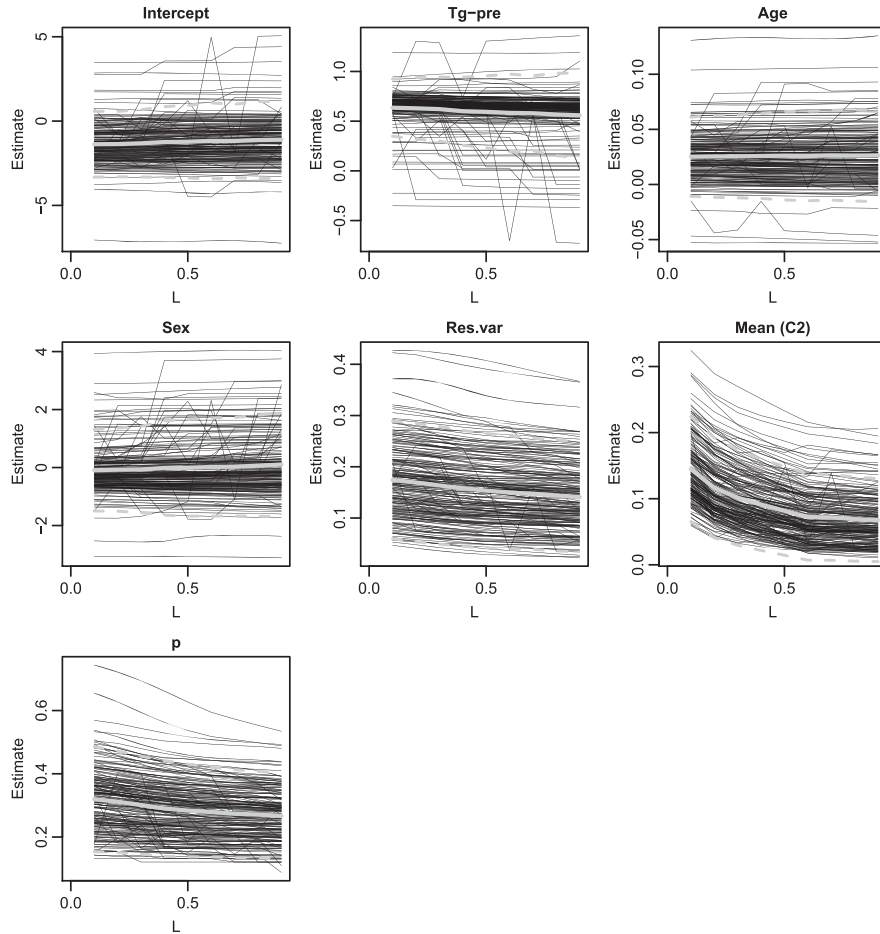 Intercept
Tg−pre
Age
Estimate
−5
0
5
0.0
0.5
L
Estimate
−0.5
0.0
0.5
1.0
0.0
0.5
L
Estimate
−0.05
0.00
0.05
0.10
0.0
0.5
L
Sex
Res.var
Mean (C2)
Estimate
−2
0
2
4
0.0
0.5
L
Estimate
0.1
0.2
0.3
0.4
0.0
0.5
L
Estimate
0.0
0.1
0.2
0.3
0.0
0.5
L
p
Estimate
0.2
0.4
0.6
0.0
0.5
L